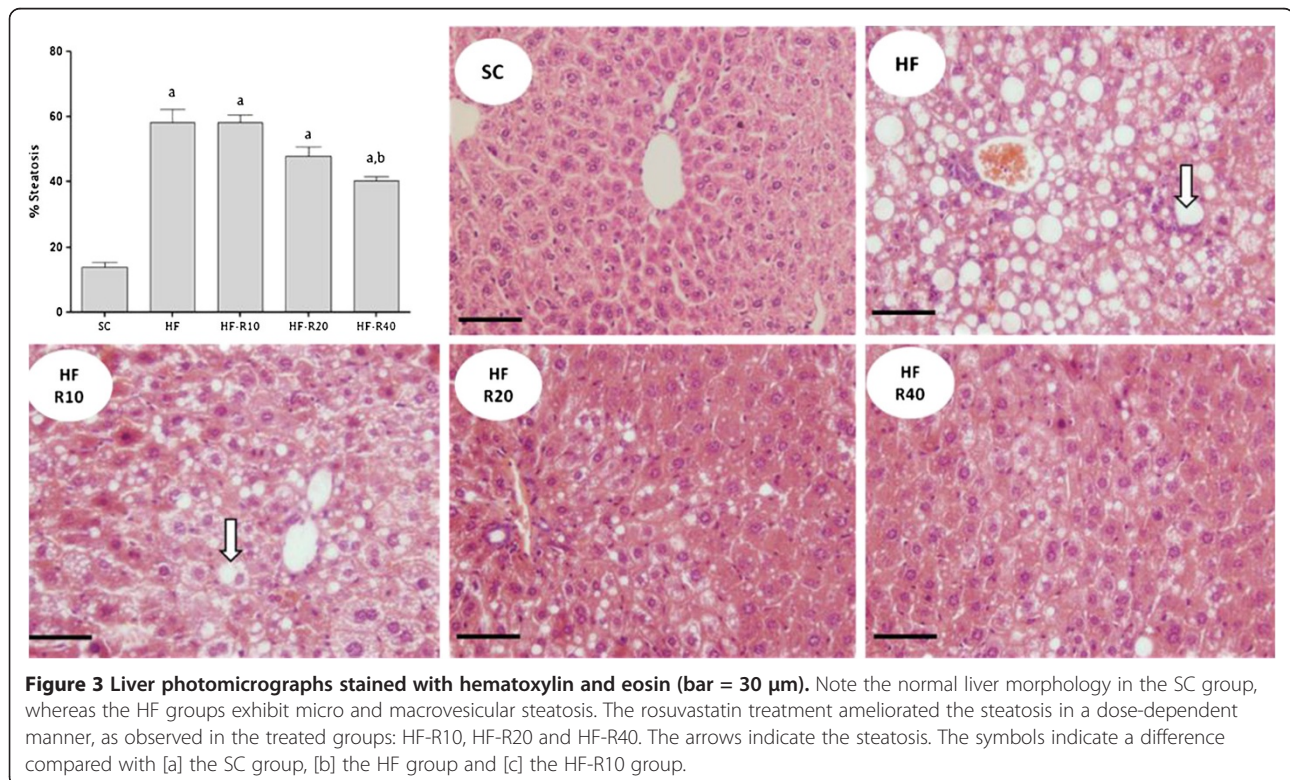 80
60
40
20
0
% Steatosis
a
a
a
a,b
SC
HF
HF-R10
HF-R20
HF-R40
SC
HF
HF
R10
HF
R20
HF
R40
Figure 3 Liver photomicrographs stained with hematoxylin and eosin (bar = 30 μm). Note the normal liver morphology in the SC group,
whereas the HF groups exhibit micro and macrovesicular steatosis. The rosuvastatin treatment ameliorated the steatosis in a dose-dependent
manner, as observed in the treated groups: HF-R10, HF-R20 and HF-R40. The arrows indicate the steatosis. The symbols indicate a difference
compared with [a] the SC group, [b] the HF group and [c] the HF-R10 group.